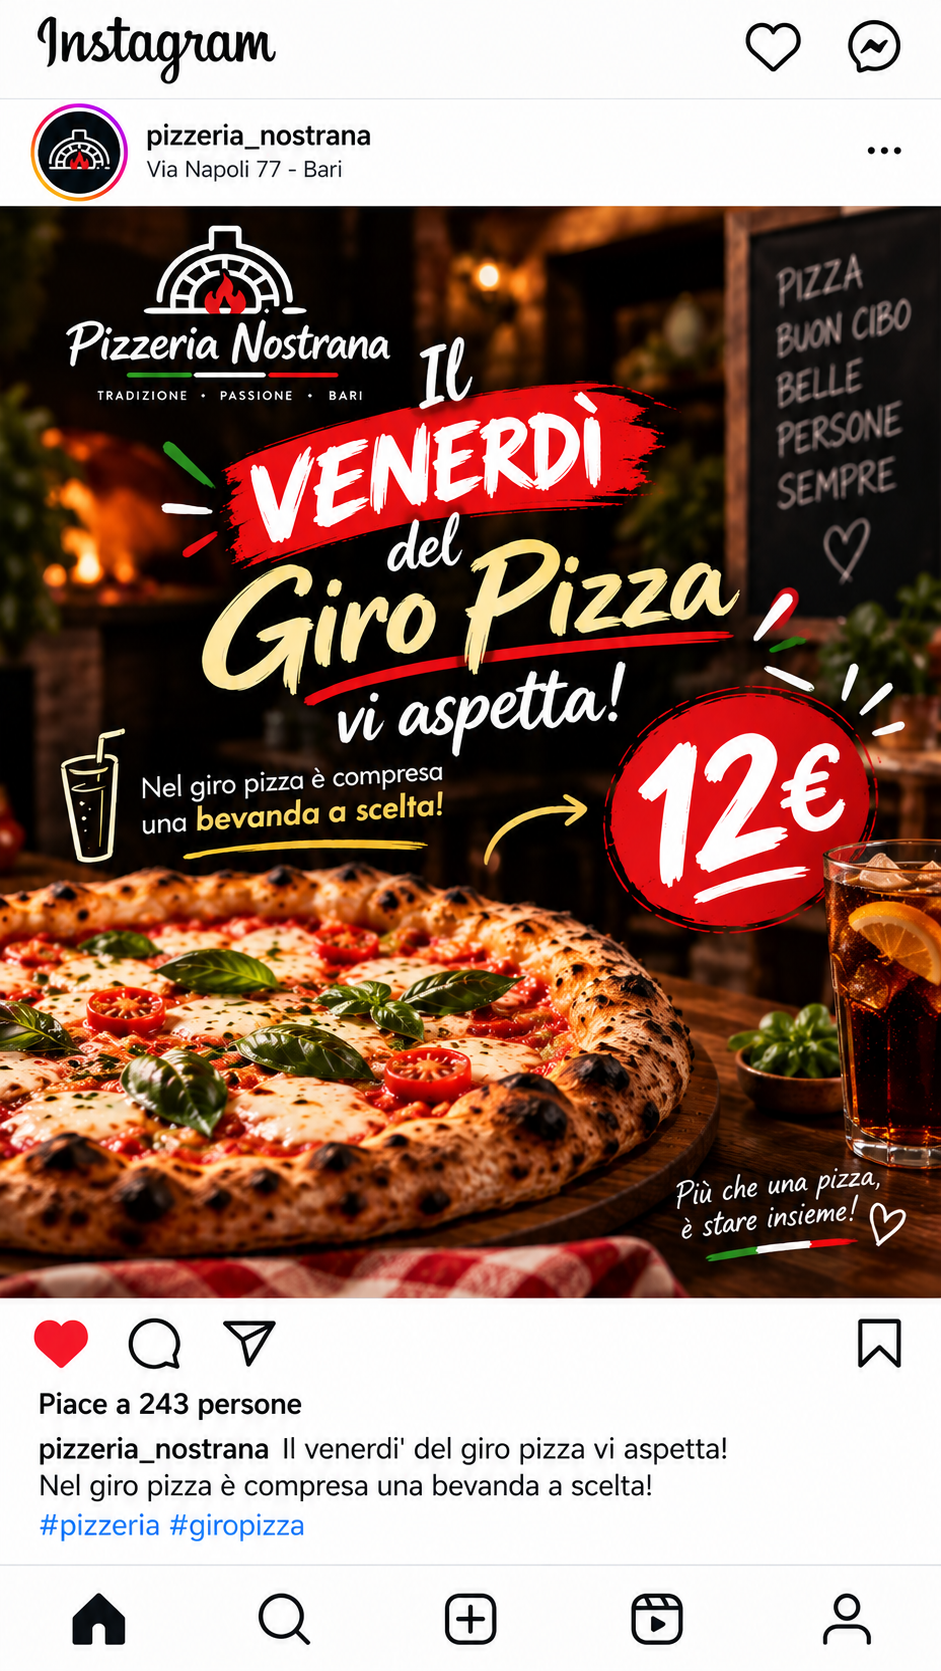 Instagram
pizzeria_nostrana
Via Napoli 77 - Bari
Pizzeria Nostrana
TRADIZIONE • PASSIONE • BARI
PIZZA
BUON CIBO
BELLE
PERSONE
SEMPRE
Il
VENERDÌ
del
Giro Pizza
vi aspetta!
Nel giro pizza è compresa
una bevanda a scelta!
12€
Più che una pizza,
è stare insieme!
Piace a 243 persone
pizzeria_nostrana Il venerdi' del giro pizza vi aspetta!
Nel giro pizza è compresa una bevanda a scelta!
#pizzeria #giropizza